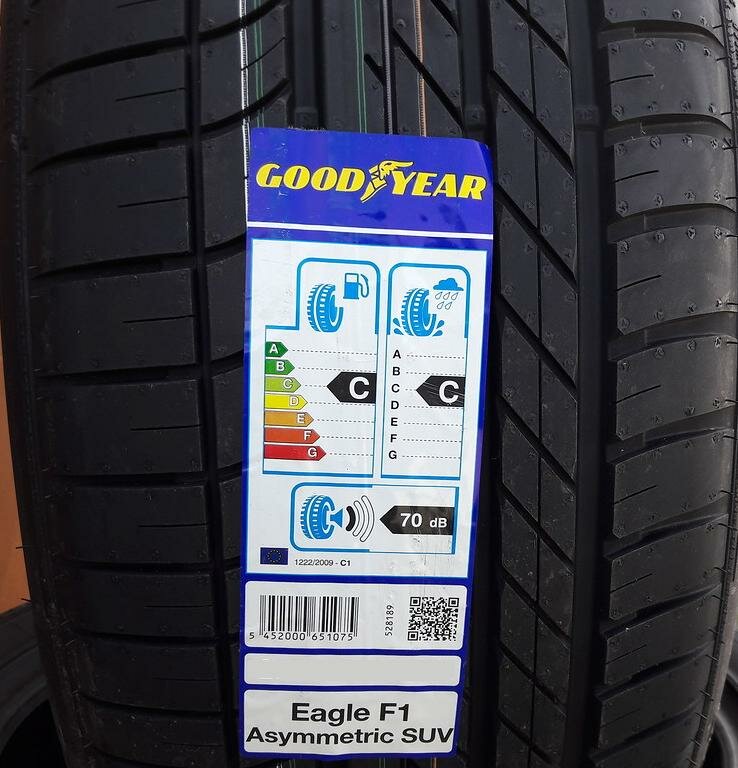 GOODYEAR
A
B
C
D
E
F
G
C
A
B
C
D
E
F
G
C
70 dB
1222/2009 - C1
5 452000 651075
528189
Eagle F1
Asymmetric SUV